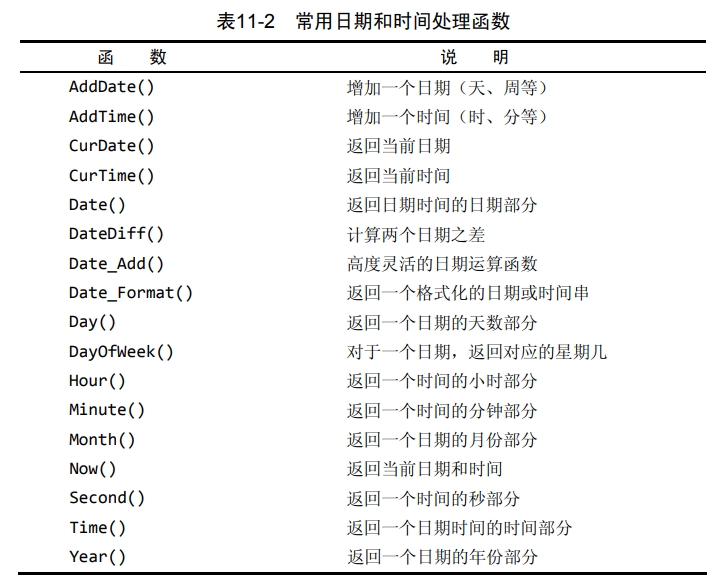 表11-2 常用日期和时间处理函数
函 数 说 明
AddDate() 增加一个日期（天、周等）
AddTime() 增加一个时间（时、分等）
CurDate() 返回当前日期
CurTime() 返回当前时间
Date() 返回日期时间的日期部分
DateDiff() 计算两个日期之差
Date_Add() 高度灵活的日期运算函数
Date_Format() 返回一个格式化的日期或时间串
Day() 返回一个日期的天数部分
DayOfWeek() 对于一个日期，返回对应的星期几
Hour() 返回一个时间的小时部分
Minute() 返回一个时间的分钟部分
Month() 返回一个日期的月份部分
Now() 返回当前日期和时间
Second() 返回一个时间的秒部分
Time() 返回一个日期时间的时间部分
Year() 返回一个日期的年份部分